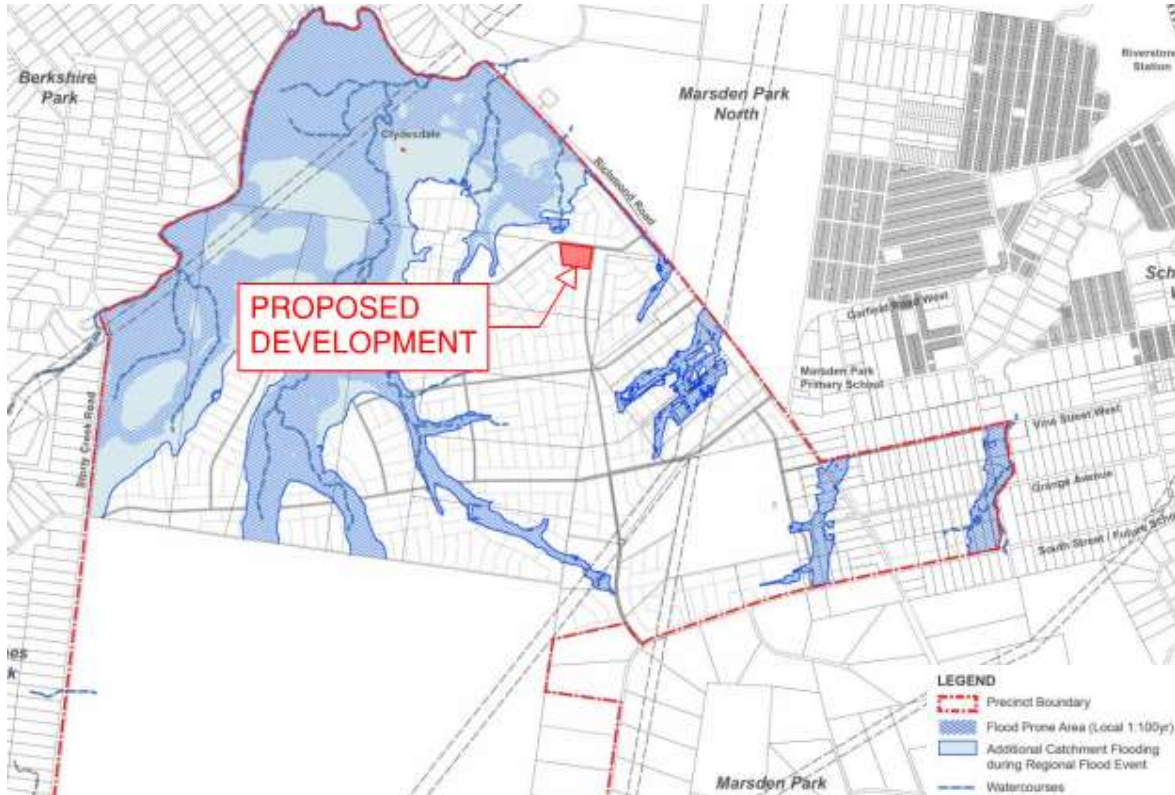 Berkshire
Park
Riverstone
Station
Marsden Park
North
Clydesdale
Richmond Road
PROPOSED
DEVELOPMENT
Garfield Road West
Marsden Park
Primary School
Stony Creek Road
Vine Street West
Grange Avenue
South Street / Future
LEGEND
Precinct Boundary
Flood Prone Area (Local 1:100yr)
Additional Catchment Flooding
during Regional Flood Event
Watercourses
Marsden Park